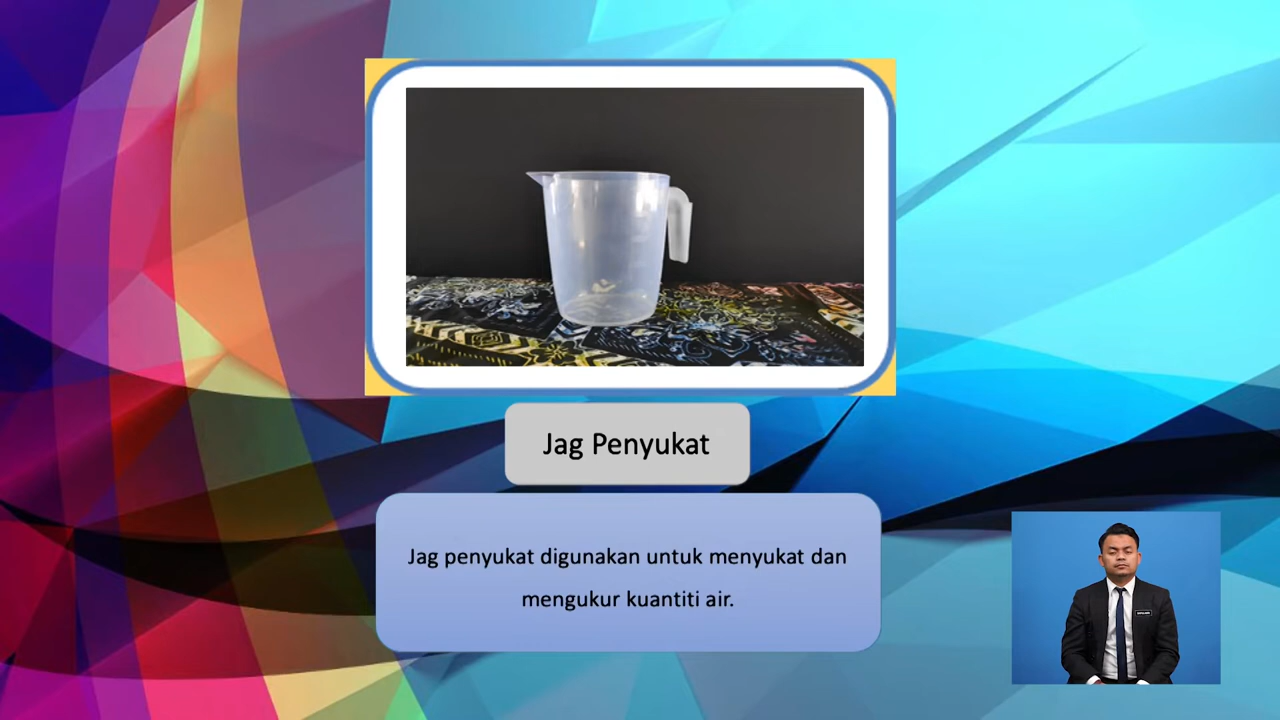 Jag Penyukat
Jag penyukat digunakan untuk menyukat dan
mengukur kuantiti air.